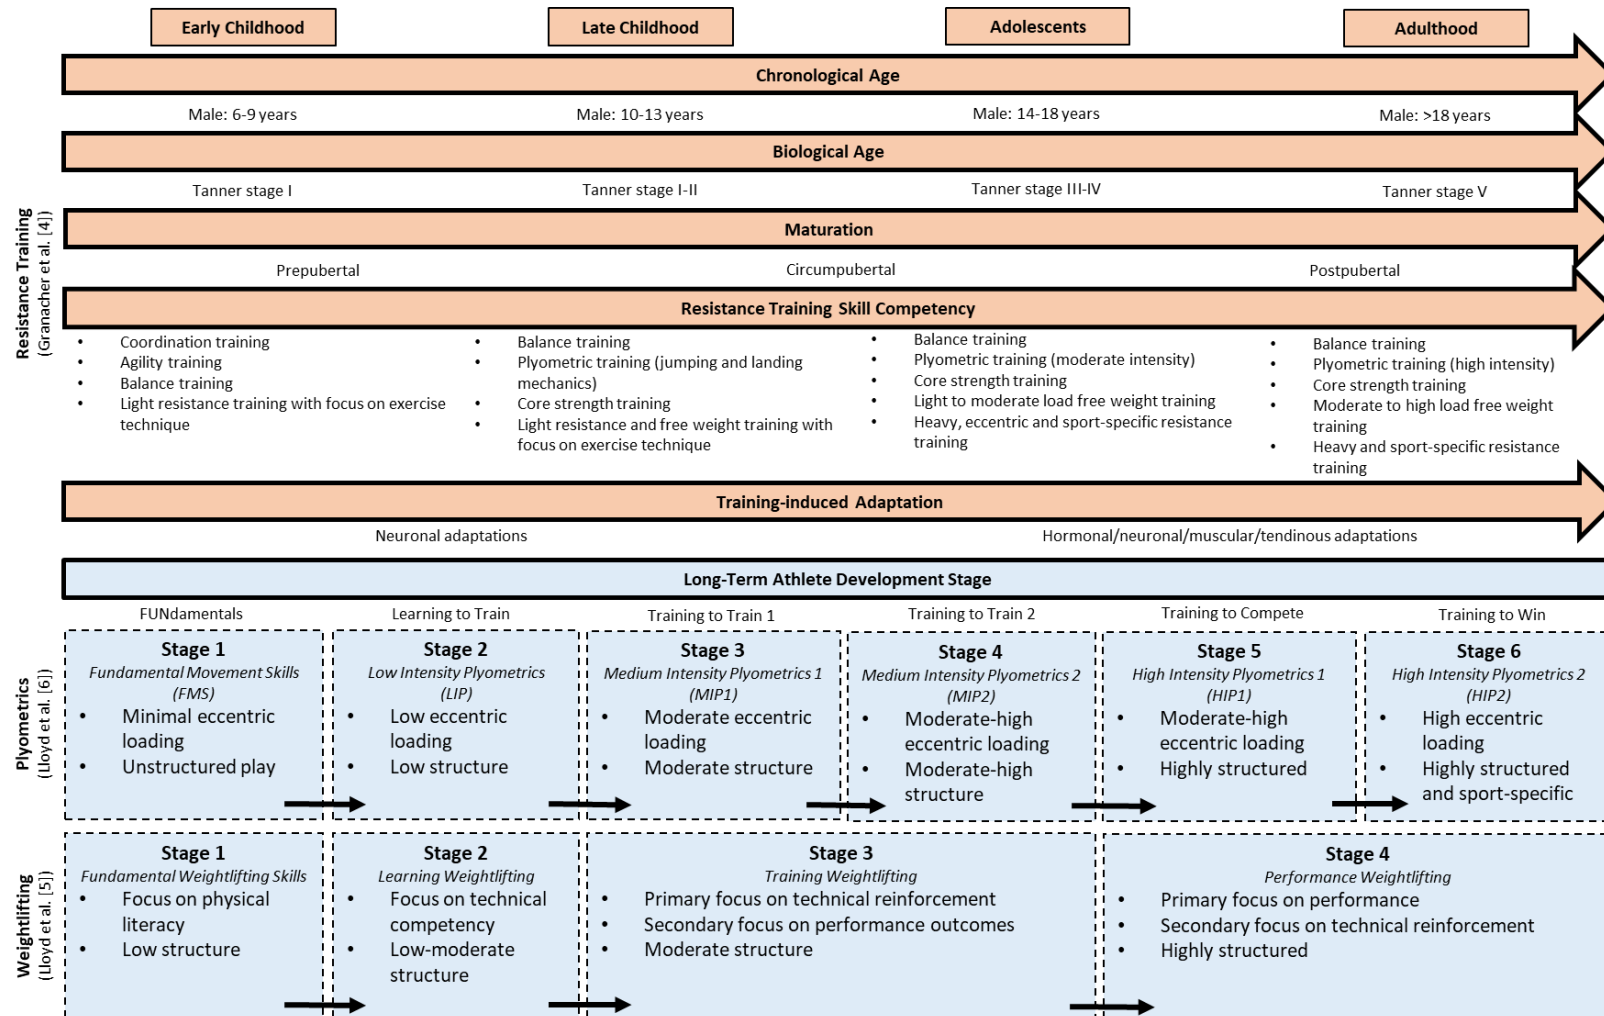 Early Childhood
Late Childhood
Adolescents
Adulthood
Chronological Age
Male: 6-9 years
Male: 10-13 years
Male: 14-18 years
Male: >18 years
Biological Age
Tanner stage I
Tanner stage I-II
Tanner stage III-IV
Tanner stage V
Maturation
Prepubertal
Circumpubertal
Postpubertal
Resistance Training
(Granacher et al. [4])
Resistance Training Skill Competency
• Coordination training
• Agility training
• Balance training
• Light resistance training with focus on exercise
technique
• Balance training
• Plyometric training (jumping and landing
mechanics)
• Core strength training
• Light resistance and free weight training with
focus on exercise technique
• Balance training
• Plyometric training (moderate intensity)
• Core strength training
• Light to moderate load free weight training
• Heavy, eccentric and sport-specific resistance
training
• Balance training
• Plyometric training (high intensity)
• Core strength training
• Moderate to high load free weight
training
• Heavy and sport-specific resistance
training
Training-induced Adaptation
Neuronal adaptations
Hormonal/neuronal/muscular/tendinous adaptations
Long-Term Athlete Development Stage
FUNdamentals
Learning to Train
Training to Train 1
Training to Train 2
Training to Compete
Training to Win
Plyometrics
(Lloyd et al. [6])
Stage 1
Fundamental Movement Skills
(FMS)
• Minimal eccentric
loading
• Unstructured play
Stage 2
Low Intensity Plyometrics
(LIP)
• Low eccentric
loading
• Low structure
Stage 3
Medium Intensity Plyometrics 1
(MIP1)
• Moderate eccentric
loading
• Moderate structure
Stage 4
Medium Intensity Plyometrics 2
(MIP2)
• Moderate-high
eccentric loading
• Moderate-high
structure
Stage 5
High Intensity Plyometrics 1
(HIP1)
• Moderate-high
eccentric loading
• Highly structured
Stage 6
High Intensity Plyometrics 2
(HIP2)
• High eccentric
loading
• Highly structured
and sport-specific
Weightlifting
(Lloyd et al. [5])
Stage 1
Fundamental Weightlifting Skills
• Focus on physical
literacy
• Low structure
Stage 2
Learning Weightlifting
• Focus on technical
competency
• Low-moderate
structure
Stage 3
Training Weightlifting
• Primary focus on technical reinforcement
• Secondary focus on performance outcomes
• Moderate structure
Stage 4
Performance Weightlifting
• Primary focus on performance
• Secondary focus on technical reinforcement
• Highly structured